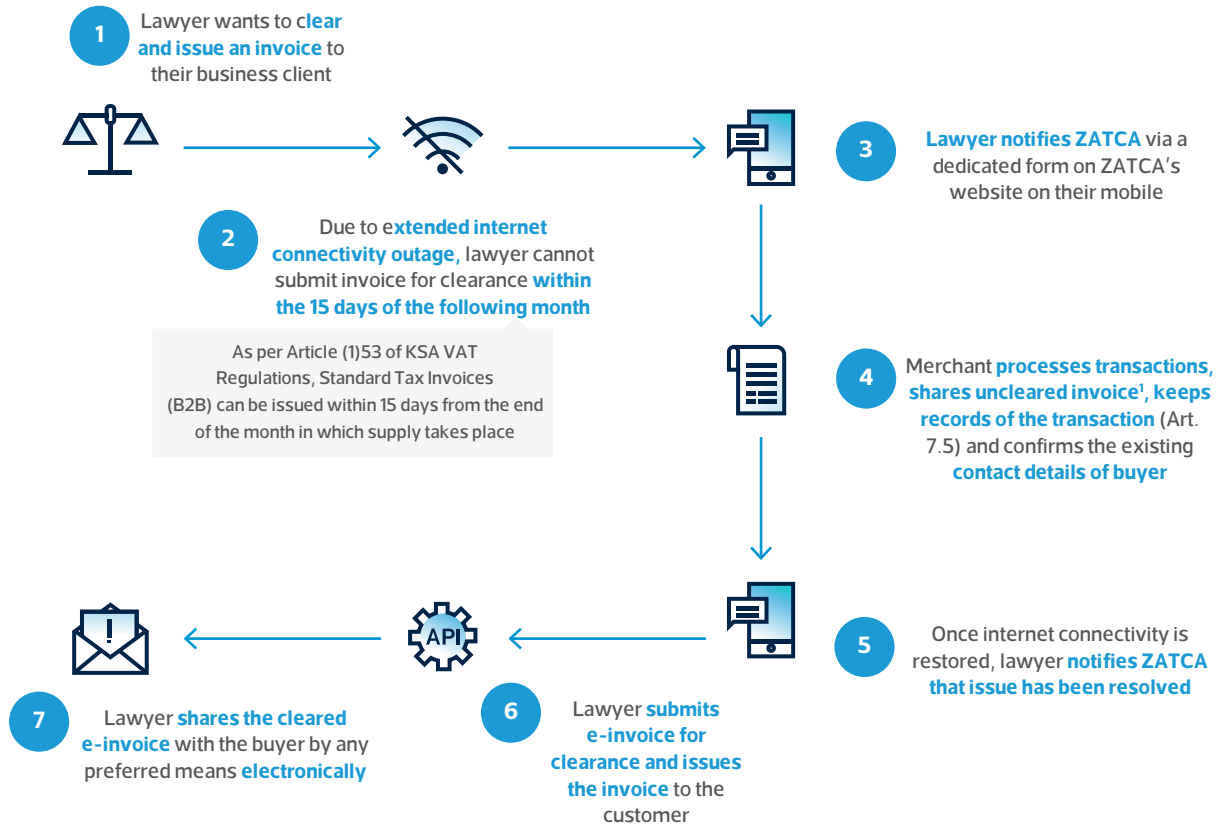 1
Lawyer wants to clear
and issue an invoice to
their business client
2
Due to extended internet
connectivity outage, lawyer cannot
submit invoice for clearance within
the 15 days of the following month
As per Article (1)53 of KSA VAT
Regulations, Standard Tax Invoices
(B2B) can be issued within 15 days from the end
of the month in which supply takes place
3
Lawyer notifies ZATCA via a
dedicated form on ZATCA's
website on their mobile
4
Merchant processes transactions,
shares uncleared invoice¹, keeps
records of the transaction (Art.
7.5) and confirms the existing
contact details of buyer
5
Once internet connectivity is
restored, lawyer notifies ZATCA
that issue has been resolved
API
6
Lawyer submits
e-invoice for
clearance and issues
the invoice to the
customer
7
Lawyer shares the cleared
e-invoice with the buyer by any
preferred means electronically